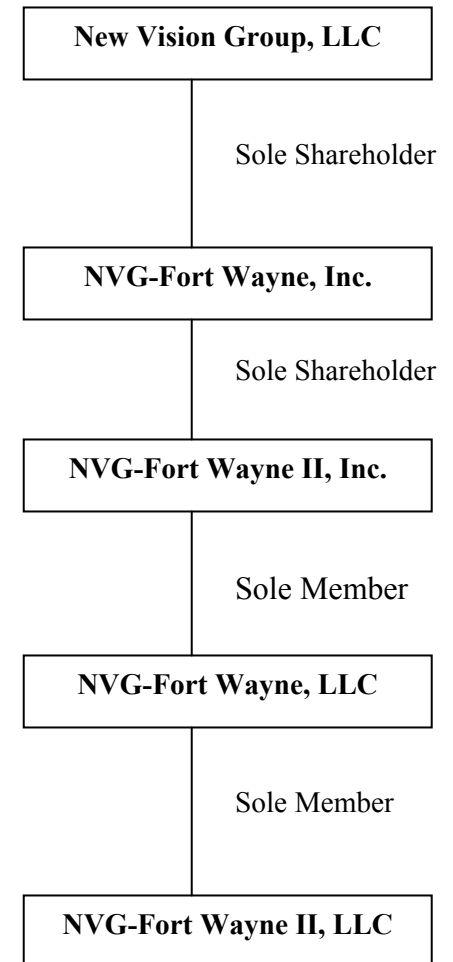 New Vision Group, LLC
Sole Shareholder
NVG-Fort Wayne, Inc.
Sole Shareholder
NVG-Fort Wayne II, Inc.
Sole Member
NVG-Fort Wayne, LLC
Sole Member
NVG-Fort Wayne II, LLC